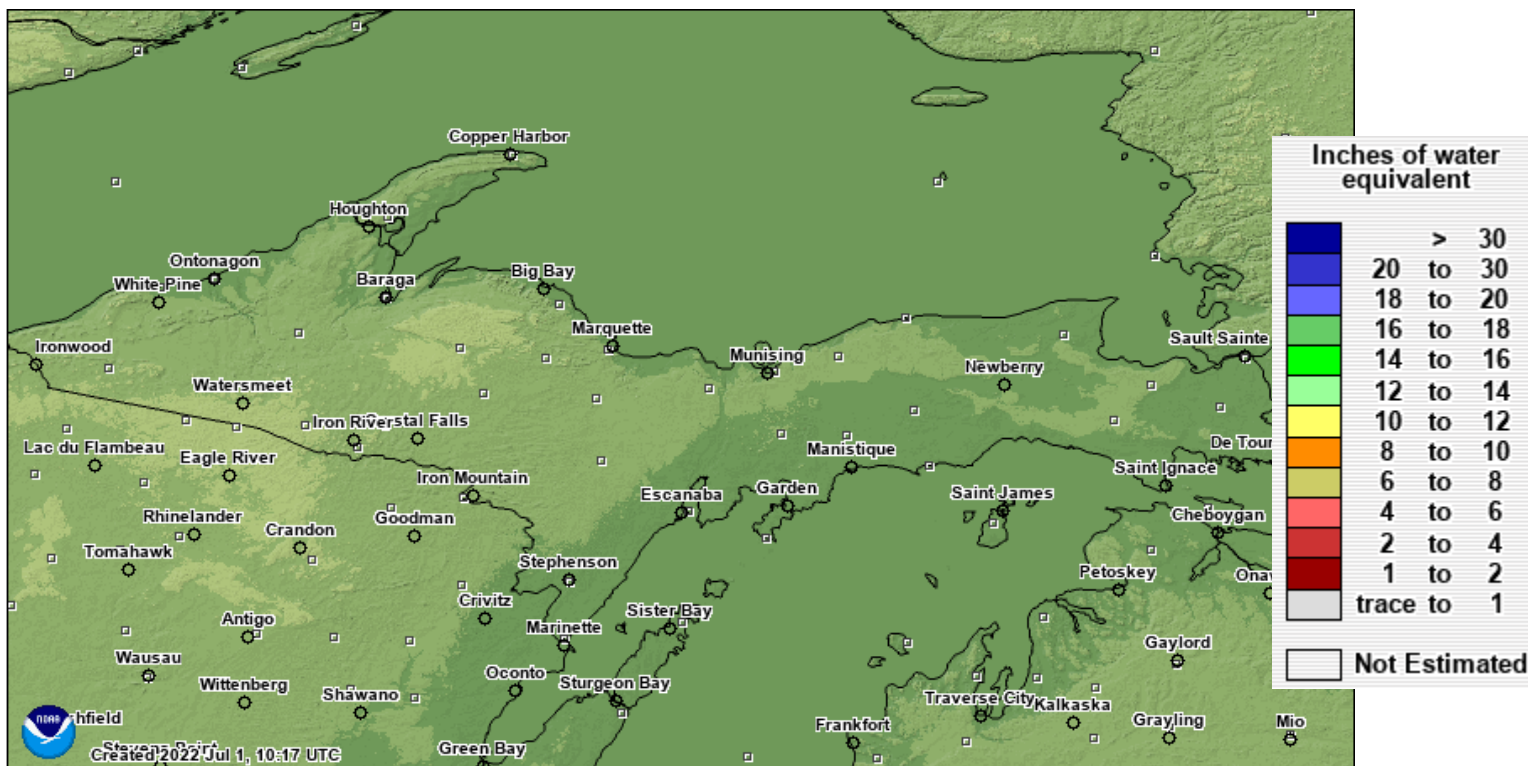 Copper Harbor
Houghton
Ontonagon
White Pine
Baraga
Big Bay
Marquette
Munising
Ironwood
Sault Sainte
Newberry
Watersmeet
Iron River
stal Falls
Lac du Flambeau
Eagle River
Manistique
De Tour
Saint Ignace
Iron Mountain
Escanaba
Garden
Saint James
Cheboygan
Rhinelander
Crandon
Goodman
Tomahawk
Stephenson
Petoskey
Ona
Crivitz
Sister Bay
Antigo
Marinette
Gaylord
Wausau
Wittenberg
Shawano
Oconto
Sturgeon Bay
Traverse City
Kalkaska
Frankfort
Grayling
Mio
NOAA
shfield
Green Bay
Created 2022 Jul 1, 10:17 UTC
Inches of water
equivalent
> 30
20 to 30
18 to 20
16 to 18
14 to 16
12 to 14
10 to 12
8 to 10
6 to 8
4 to 6
2 to 4
1 to 2
trace to 1
Not Estimated